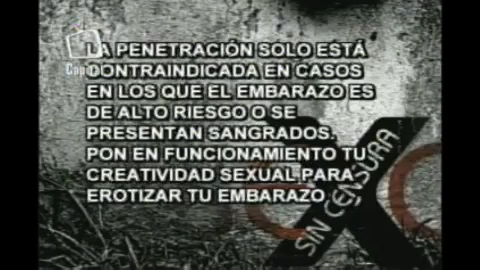 LA PENETRACIÓN SOLO ESTÁ
CONTRAINDICADA EN CASOS
EN LOS QUE EL EMBARAZO ES
DE ALTO RIESGO O SE
PRESENTAN SANGRADOS.
PON EN FUNCIONAMIENTO TU
CREATIVIDAD SEXUAL PARA
EROTIZAR TU EMBARAZO
SIN CENSURA